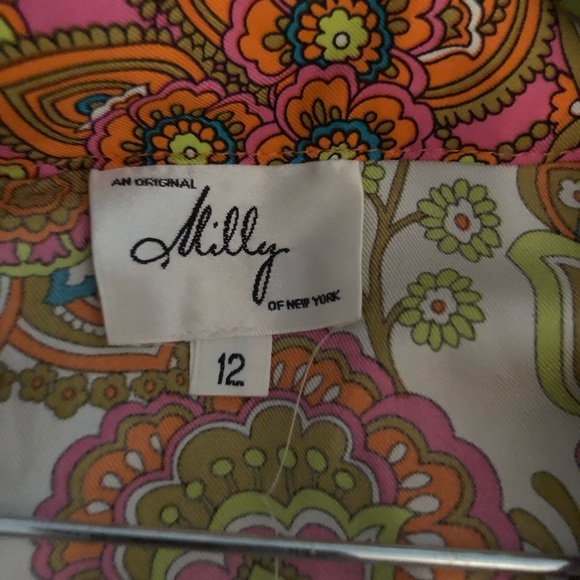 AN ORIGINAL
Milly
OF NEW YORK
12